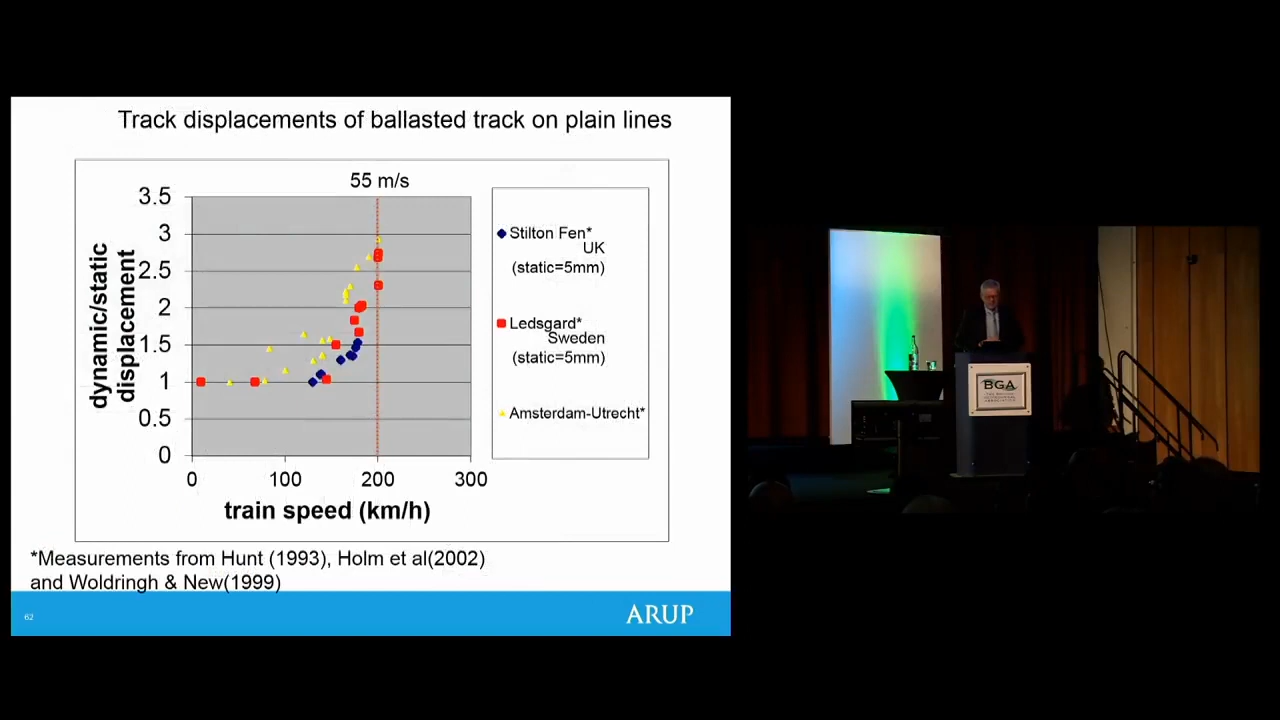 Track displacements of ballasted track on plain lines
55 m/s
3.5
3
2.5
2
1.5
1
0.5
0
dynamic/static
displacement
0 100 200 300
train speed (km/h)
Stilton Fen*
UK
(static=5mm)
Ledsgard*
Sweden
(static=5mm)
Amsterdam-Utrecht*
*Measurements from Hunt (1993), Holm et al(2002)
and Woldringh & New(1999)
62
ARUP
BGA